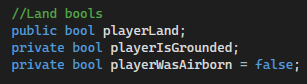 //Land bools
public bool playerLand;
private bool playerIsGrounded;
private bool playerWasAirborn = false;